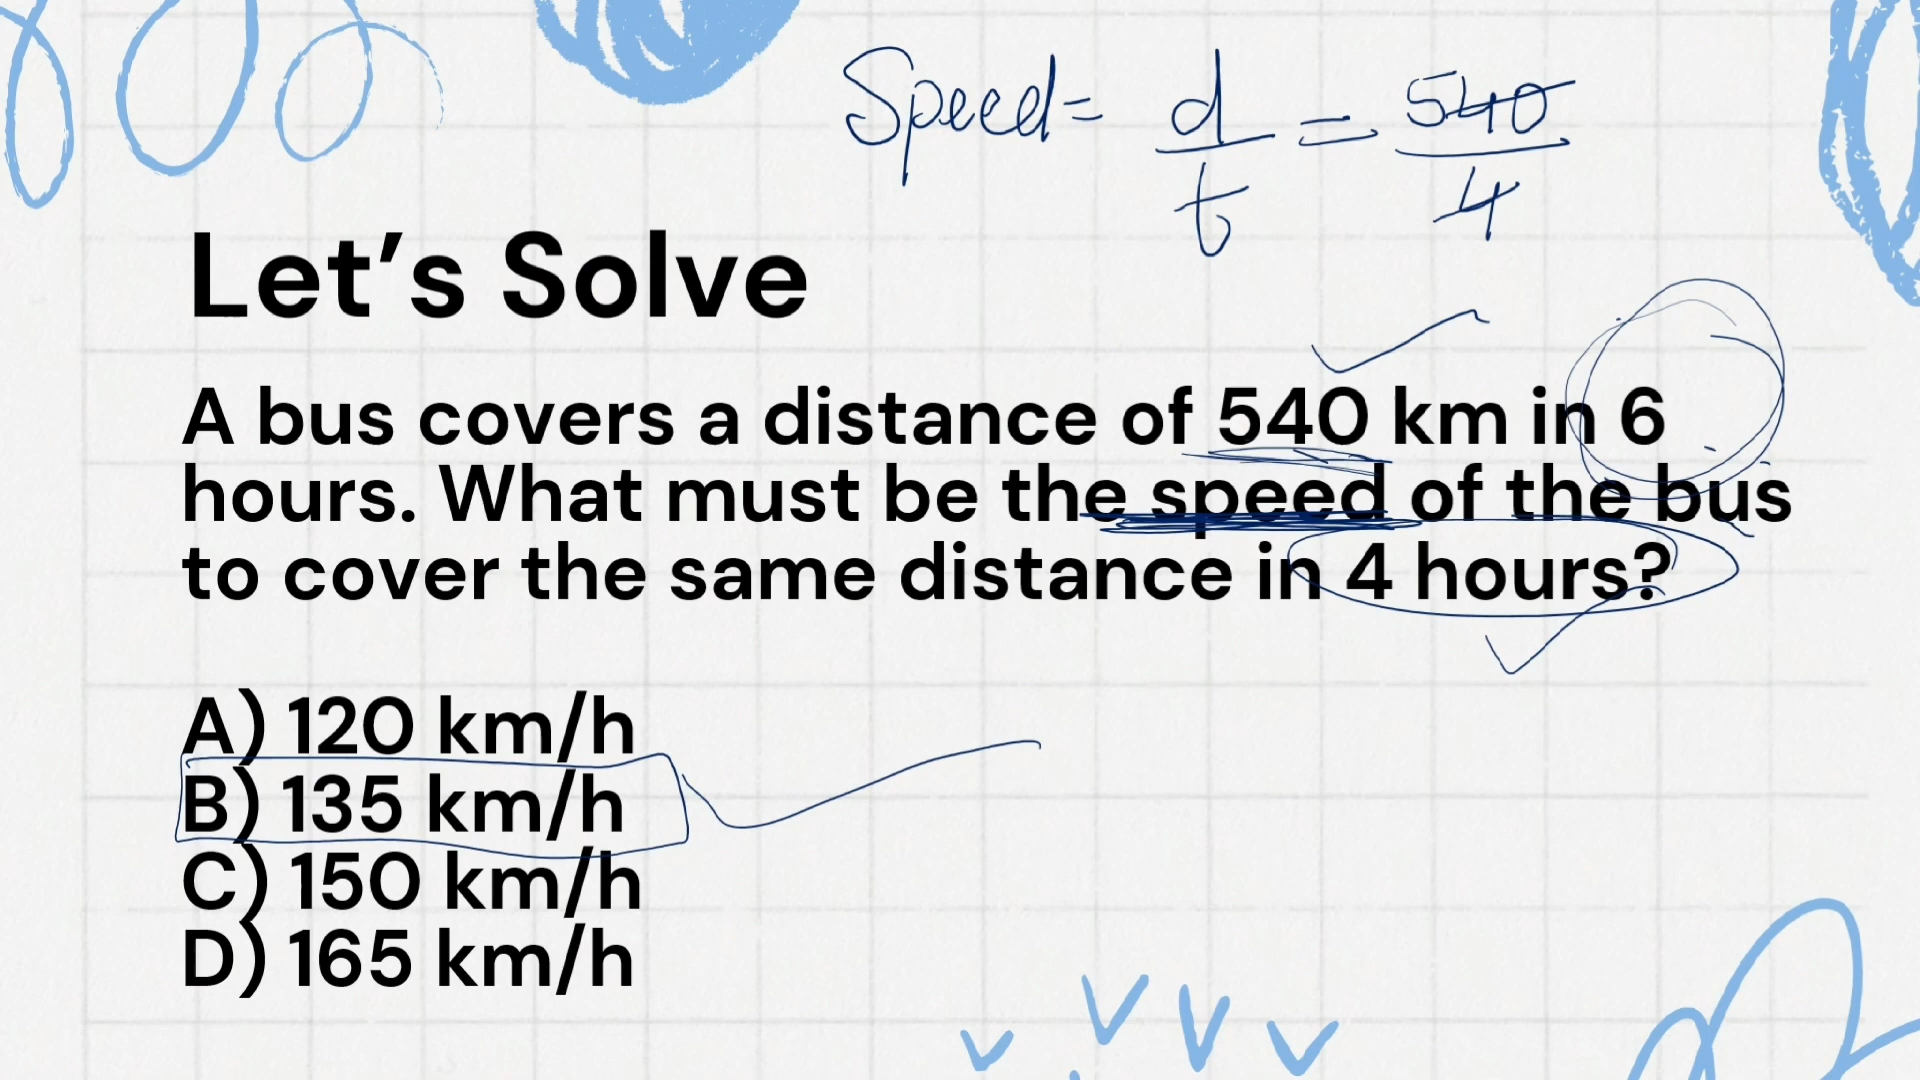 Speed = d/t = 540/4
Let’s Solve
A bus covers a distance of 540 km in 6
hours. What must be the speed of the bus
to cover the same distance in 4 hours?
A) 120 km/h
B) 135 km/h
C) 150 km/h
D) 165 km/h